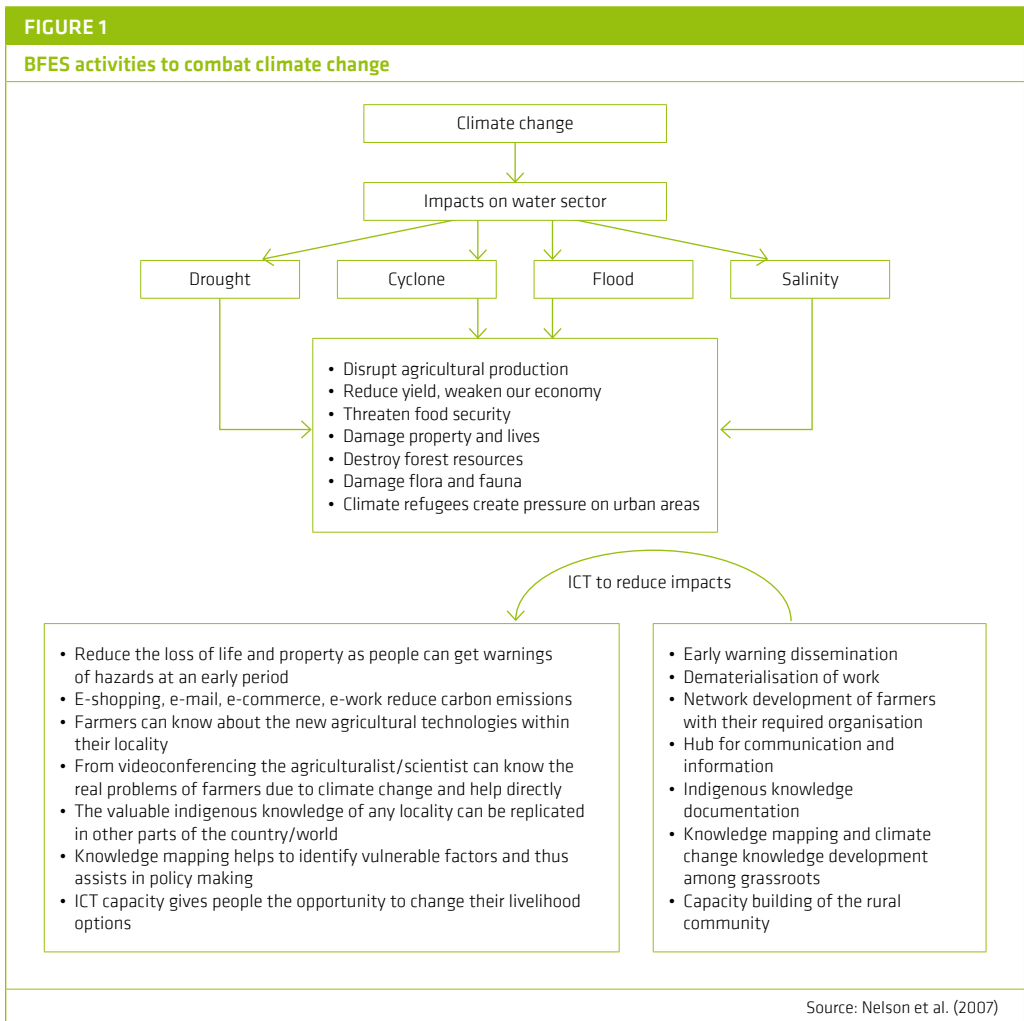 FIGURE 1
BFES activities to combat climate change
Climate change
Impacts on water sector
Drought
Cyclone
Flood
Salinity
• Disrupt agricultural production
• Reduce yield, weaken our economy
• Threaten food security
• Damage property and lives
• Destroy forest resources
• Damage flora and fauna
• Climate refugees create pressure on urban areas
ICT to reduce impacts
• Reduce the loss of life and property as people can get warnings
of hazards at an early period
• E-shopping, e-mail, e-commerce, e-work reduce carbon emissions
• Farmers can know about the new agricultural technologies within
their locality
• From videoconferencing the agriculturalist/scientist can know the
real problems of farmers due to climate change and help directly
• The valuable indigenous knowledge of any locality can be replicated
in other parts of the country/world
• Knowledge mapping helps to identify vulnerable factors and thus
assists in policy making
• ICT capacity gives people the opportunity to change their livelihood
options
• Early warning dissemination
• Dematerialisation of work
• Network development of farmers
with their required organisation
• Hub for communication and
information
• Indigenous knowledge
documentation
• Knowledge mapping and climate
change knowledge development
among grassroots
• Capacity building of the rural
community
Source: Nelson et al. (2007)